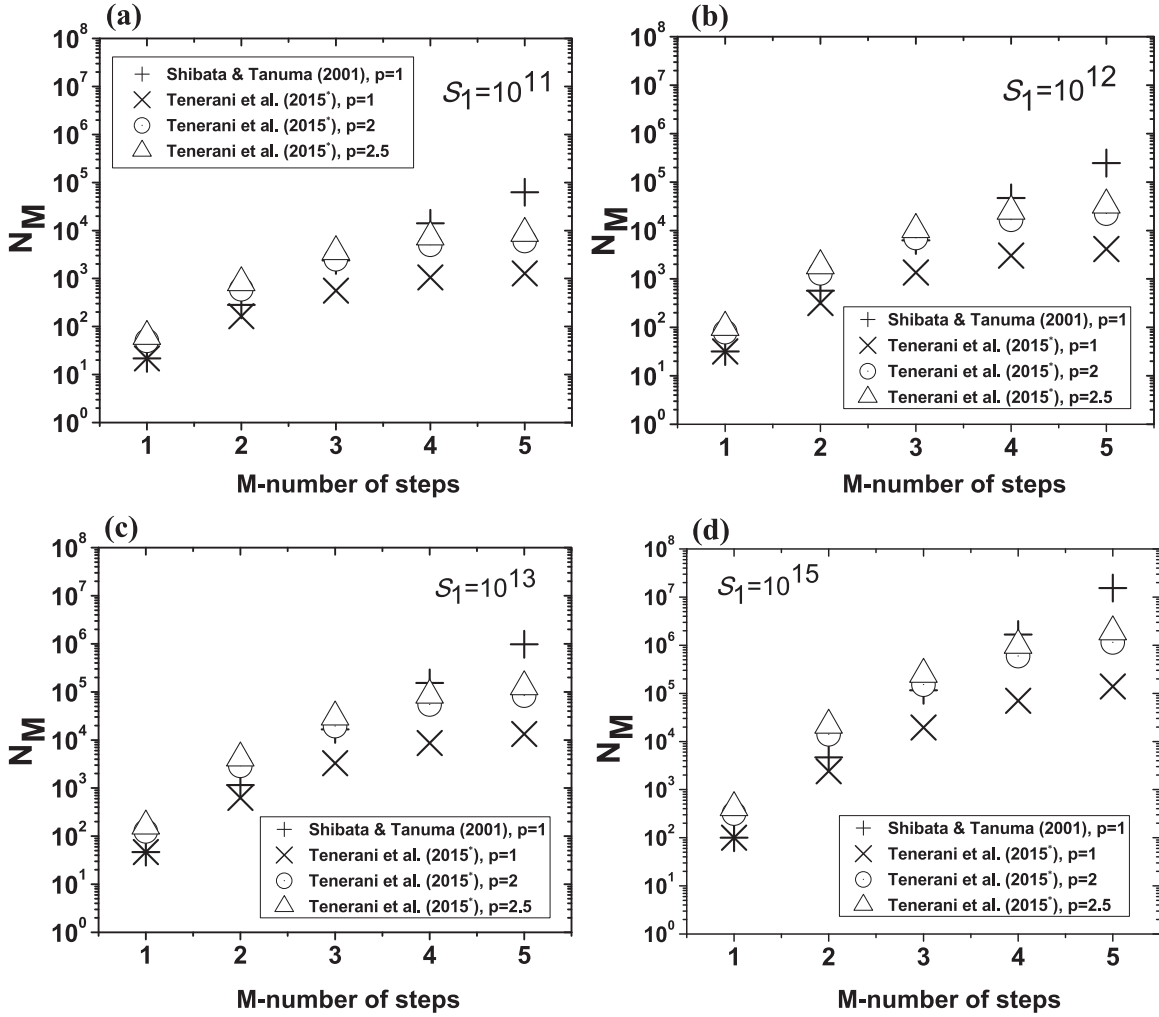 (a)
10^8
10^7
10^6
10^5
10^4
10^3
10^2
10^1
10^0
N_M
Shibata & Tanuma (2001), p=1
Tenerani et al. (2015*), p=1
Tenerani et al. (2015*), p=2
Tenerani et al. (2015*), p=2.5
S_1=10^11
1 2 3 4 5
M-number of steps
(b)
10^8
10^7
10^6
10^5
10^4
10^3
10^2
10^1
10^0
N_M
S_1=10^12
Shibata & Tanuma (2001), p=1
Tenerani et al. (2015*), p=1
Tenerani et al. (2015*), p=2
Tenerani et al. (2015*), p=2.5
1 2 3 4 5
M-number of steps
(c)
10^8
10^7
10^6
10^5
10^4
10^3
10^2
10^1
10^0
N_M
S_1=10^13
Shibata & Tanuma (2001), p=1
Tenerani et al. (2015*), p=1
Tenerani et al. (2015*), p=2
Tenerani et al. (2015*), p=2.5
1 2 3 4 5
M-number of steps
(d)
10^8
10^7
10^6
10^5
10^4
10^3
10^2
10^1
10^0
N_M
S_1=10^15
Shibata & Tanuma (2001), p=1
Tenerani et al. (2015*), p=1
Tenerani et al. (2015*), p=2
Tenerani et al. (2015*), p=2.5
1 2 3 4 5
M-number of steps